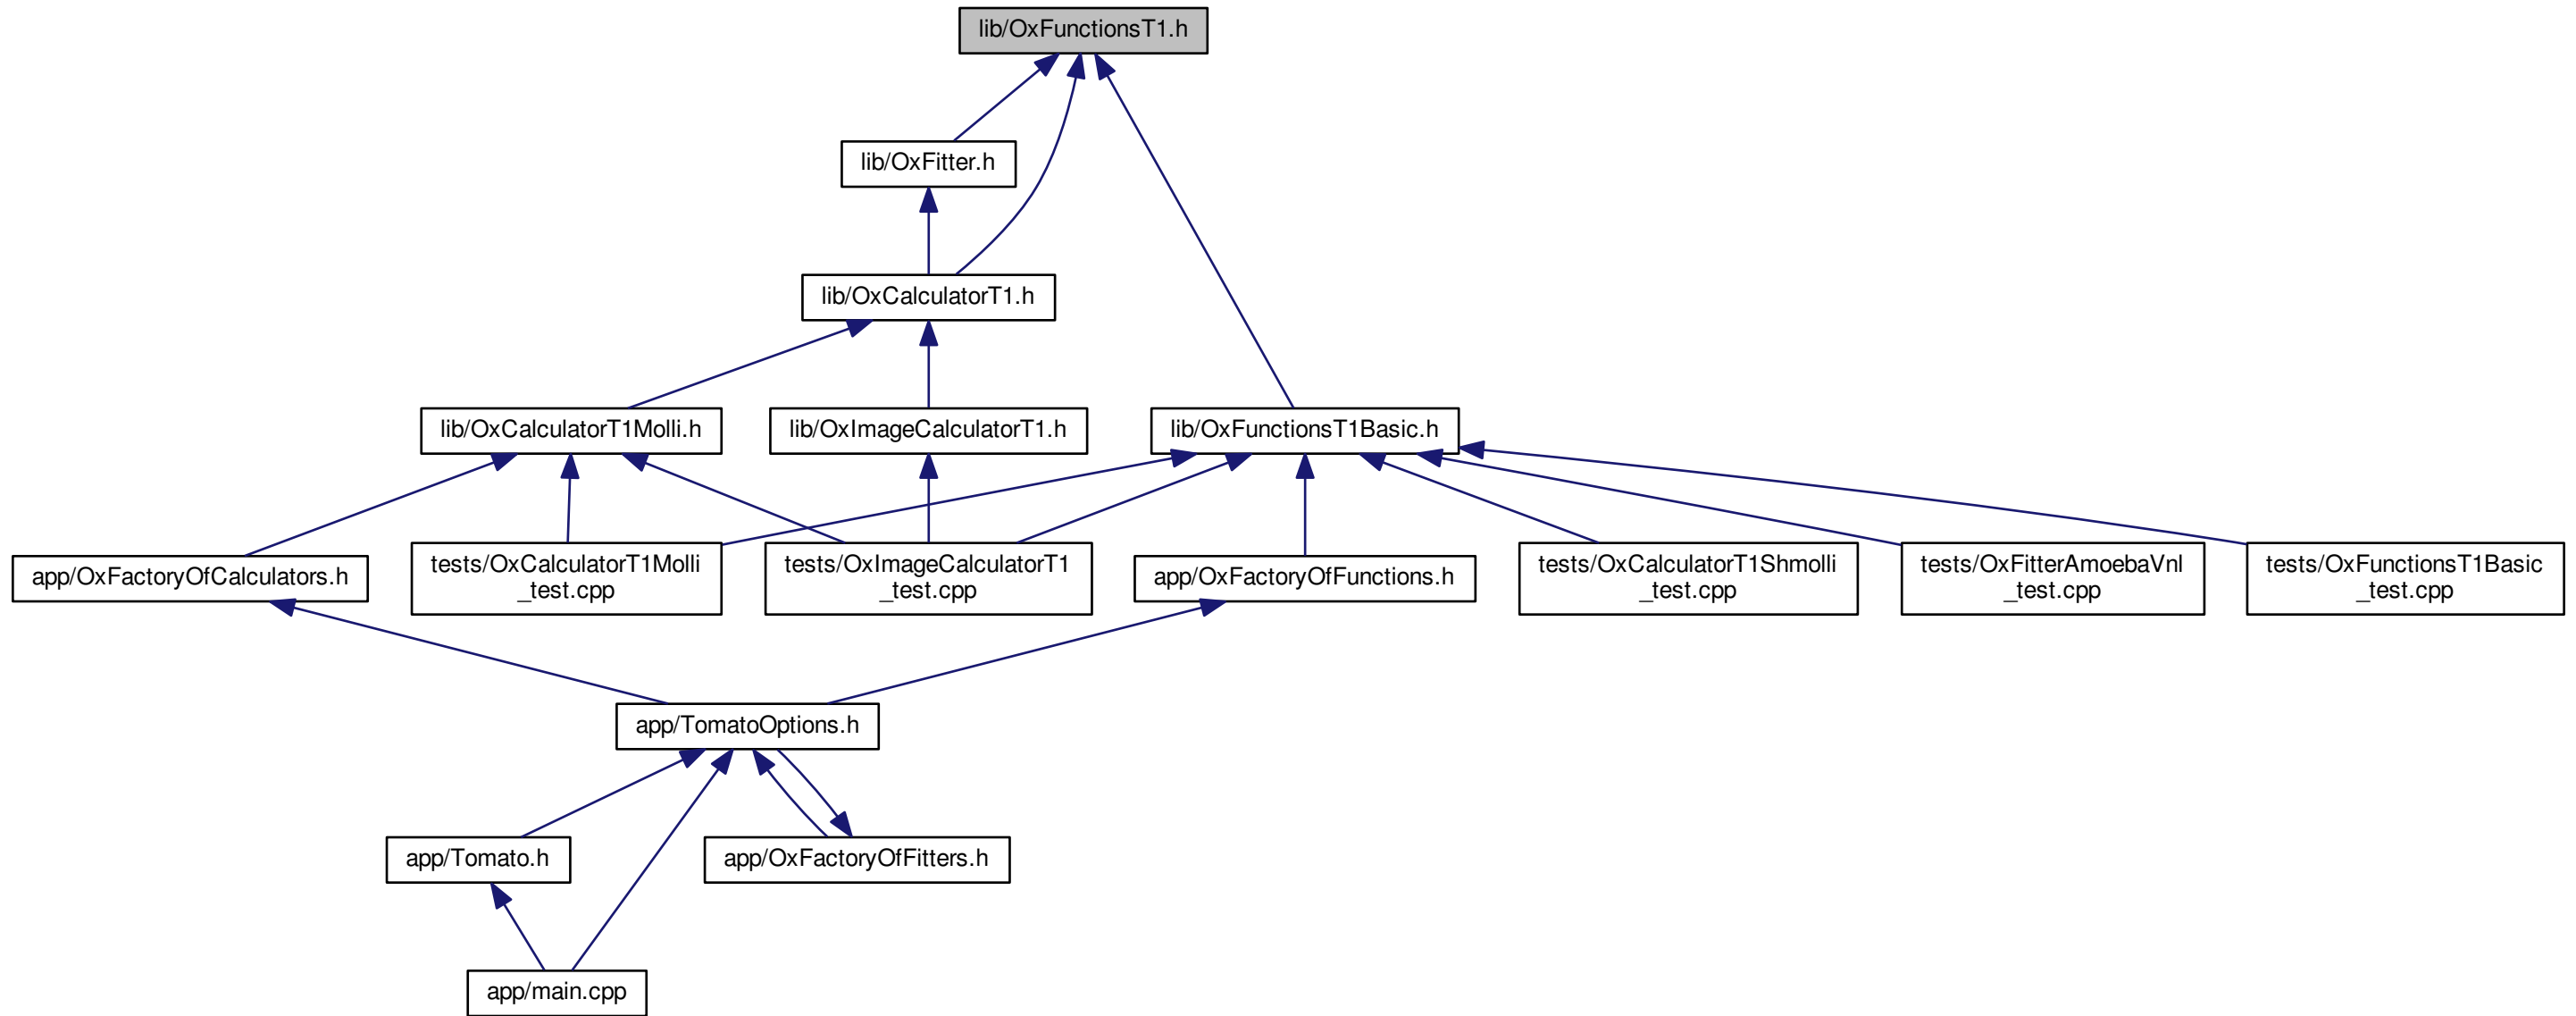 lib/OxFunctionsT1.h
lib/OxFitter.h
lib/OxCalculatorT1.h
lib/OxCalculatorT1Molli.h
lib/OxImageCalculatorT1.h
lib/OxFunctionsT1Basic.h
app/OxFactoryOfCalculators.h
tests/OxCalculatorT1Molli
_test.cpp
tests/OxImageCalculatorT1
_test.cpp
app/OxFactoryOfFunctions.h
tests/OxCalculatorT1Shmolli
_test.cpp
tests/OxFitterAmoebaVnl
_test.cpp
tests/OxFunctionsT1Basic
_test.cpp
app/TomatoOptions.h
app/Tomato.h
app/OxFactoryOfFitters.h
app/main.cpp